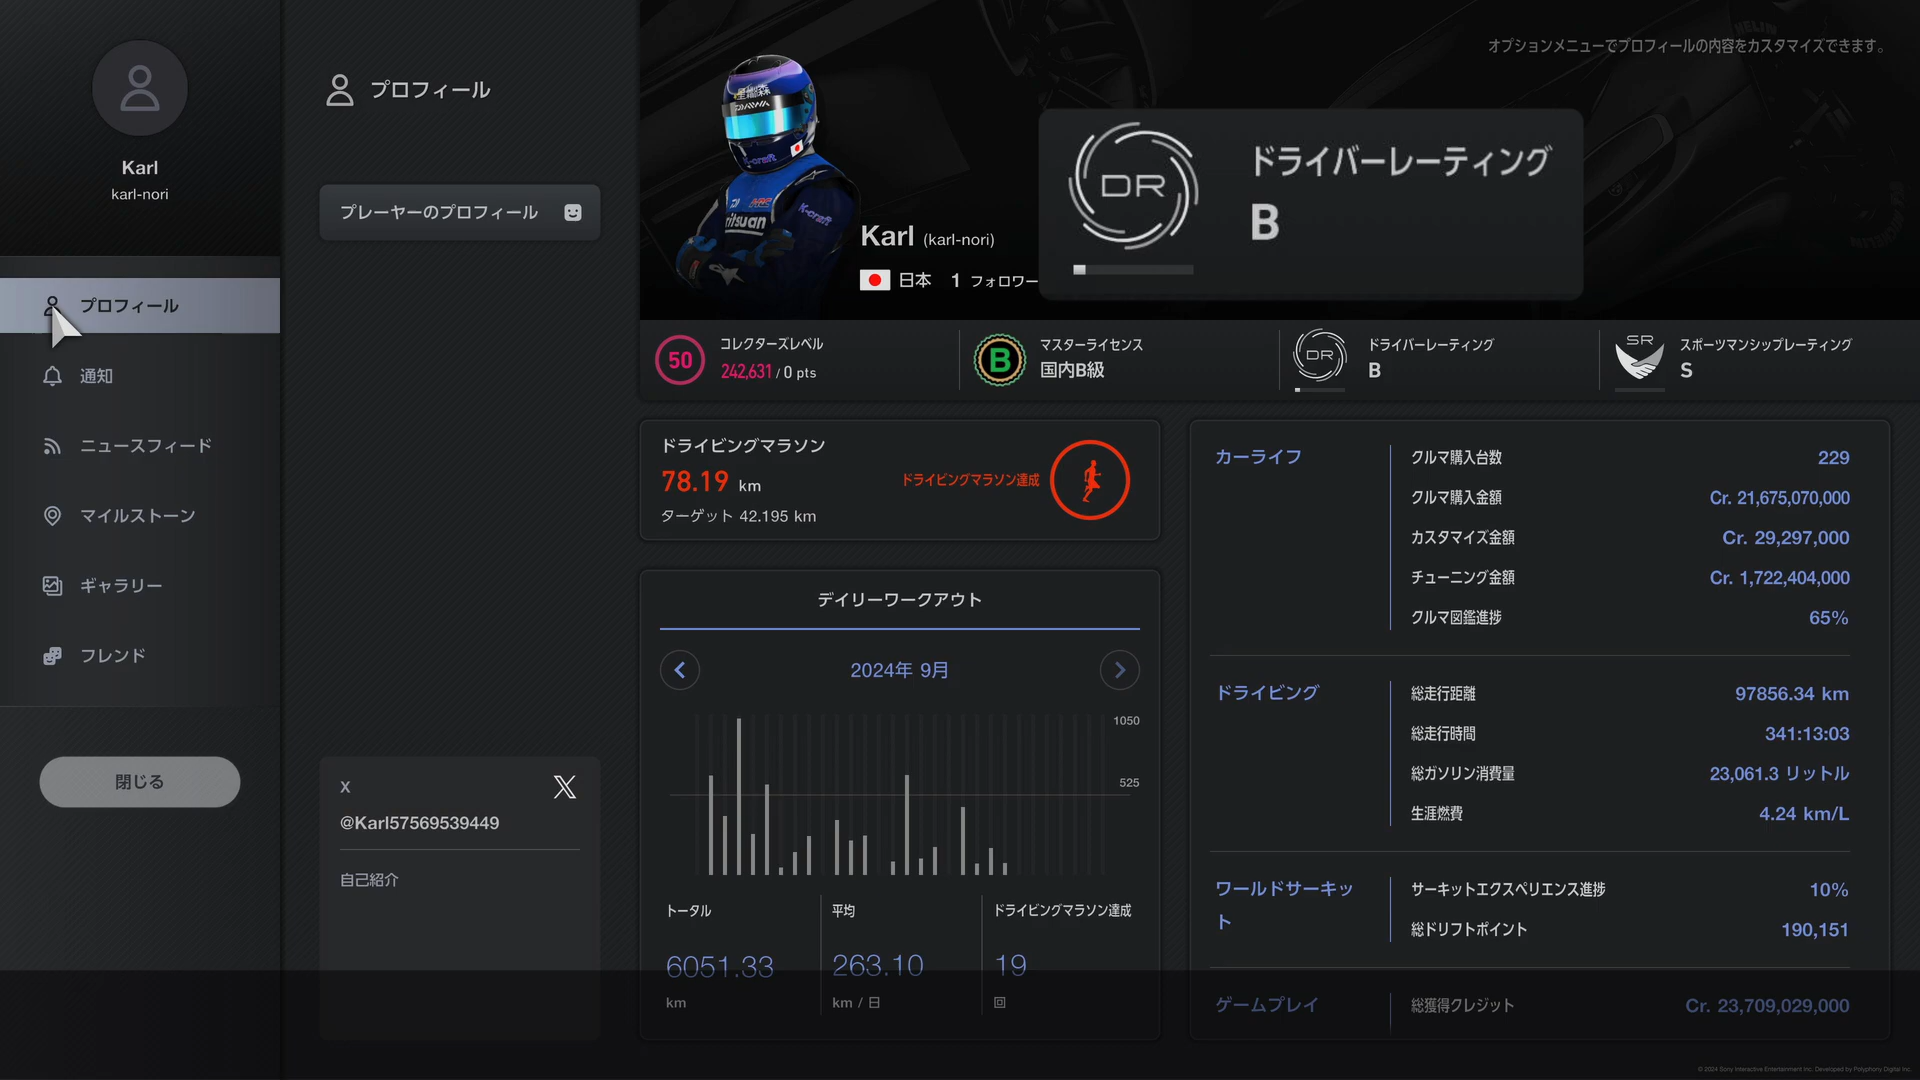 Karl
karl-nori
プロフィール
通知
ニュースフィード
マイルストーン
ギャラリー
フレンド
閉じる
プロフィール
プレーヤーのプロフィール
X
@Karl57569539449
自己紹介
オプションメニューでプロフィールの内容をカスタマイズできます。
DAIWA
K-craft
K-craft
ritsuan
Karl (karl-nori)
日本 1 フォロワー
DR
ドライバーレーティング
B
50
コレクターズレベル
242,631 / 0 pts
B
マスターライセンス
国内B級
DR
ドライバーレーティング
B
SR
スポーツマンシップレーティング
S
ドライビングマラソン
78.19 km
ターゲット 42.195 km
ドライビングマラソン達成
デイリーワークアウト
2024年 9月
1050
525
トータル
6051.33
km
平均
263.10
km / 日
ドライビングマラソン達成
19
回
カーライフ
クルマ購入台数 229
クルマ購入金額 Cr. 21,675,070,000
カスタマイズ金額 Cr. 29,297,000
チューニング金額 Cr. 1,722,404,000
クルマ図鑑進捗 65%
ドライビング
総走行距離 97856.34 km
総走行時間 341:13:03
総ガソリン消費量 23,061.3 リットル
生涯燃費 4.24 km/L
ワールドサーキット
サーキットエクスペリエンス進捗 10%
総ドリフトポイント 190,151
ゲームプレイ
総獲得クレジット Cr. 23,709,029,000
© 2024 Sony Interactive Entertainment Inc. Developed by Polyphony Digital Inc.